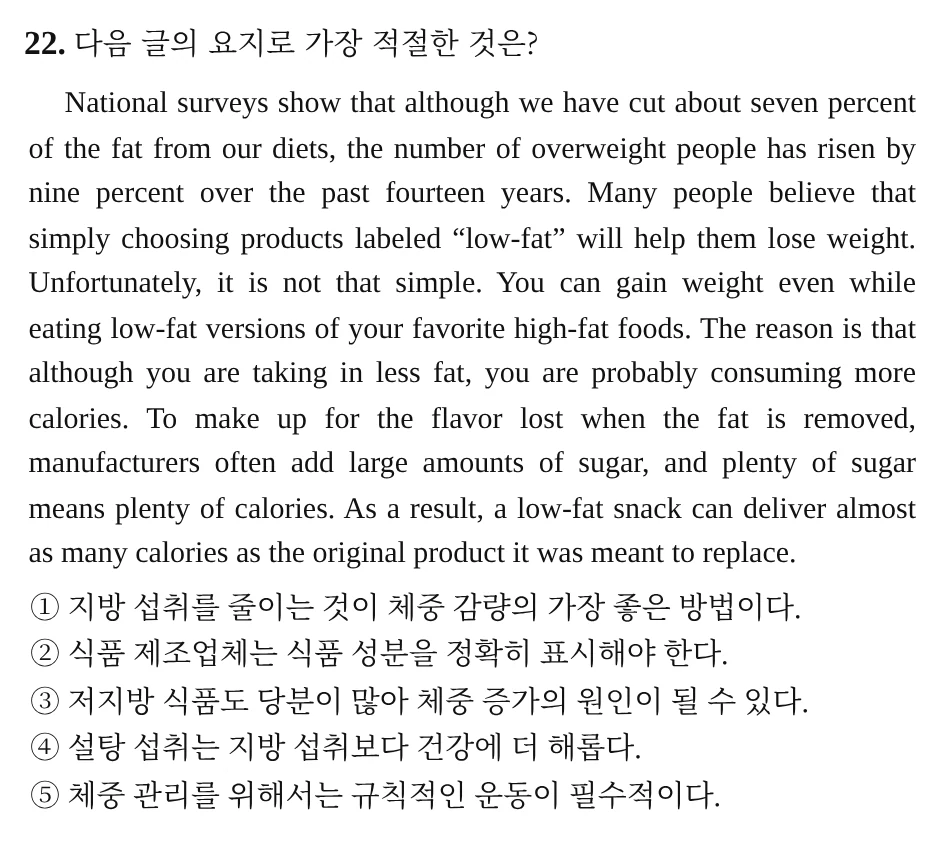 22. 다음 글의 요지로 가장 적절한 것은?
National surveys show that although we have cut about seven percent
of the fat from our diets, the number of overweight people has risen by
nine percent over the past fourteen years. Many people believe that
simply choosing products labeled “low-fat” will help them lose weight.
Unfortunately, it is not that simple. You can gain weight even while
eating low-fat versions of your favorite high-fat foods. The reason is that
although you are taking in less fat, you are probably consuming more
calories. To make up for the flavor lost when the fat is removed,
manufacturers often add large amounts of sugar, and plenty of sugar
means plenty of calories. As a result, a low-fat snack can deliver almost
as many calories as the original product it was meant to replace.
① 지방 섭취를 줄이는 것이 체중 감량의 가장 좋은 방법이다.
② 식품 제조업체는 식품 성분을 정확히 표시해야 한다.
③ 저지방 식품도 당분이 많아 체중 증가의 원인이 될 수 있다.
④ 설탕 섭취는 지방 섭취보다 건강에 더 해롭다.
⑤ 체중 관리를 위해서는 규칙적인 운동이 필수적이다.